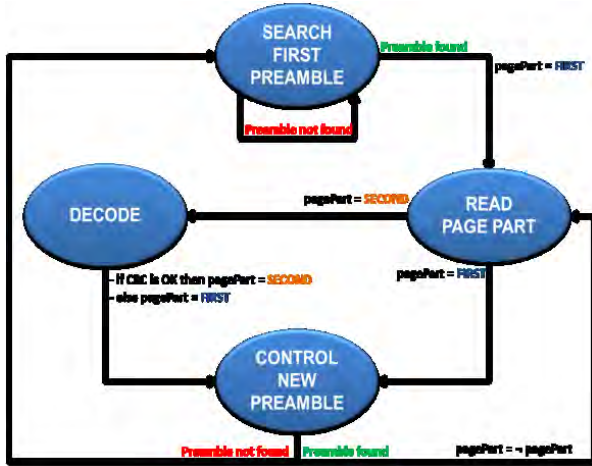 SEARCH
FIRST
PREAMBLE
Preamble found
pagePart = FIRST
Preamble not found
DECODE
pagePart = SECOND
READ
PAGE PART
- If CRC is OK then pagePart = SECOND
- else pagePart = FIRST
pagePart = FIRST
CONTROL
NEW
PREAMBLE
Preamble not found
Preamble found
pagePart = ¬ pagePart